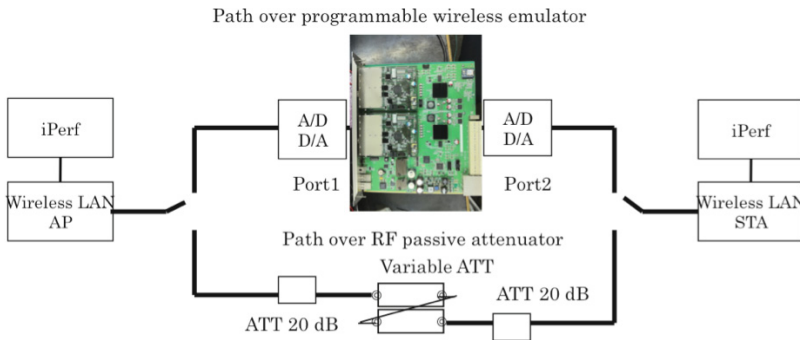 Path over programmable wireless emulator
iPerf
A/D
D/A
A/D
D/A
iPerf
Wireless LAN
AP
Port1
Port2
Wireless LAN
STA
Path over RF passive attenuator
Variable ATT
ATT 20 dB
ATT 20 dB